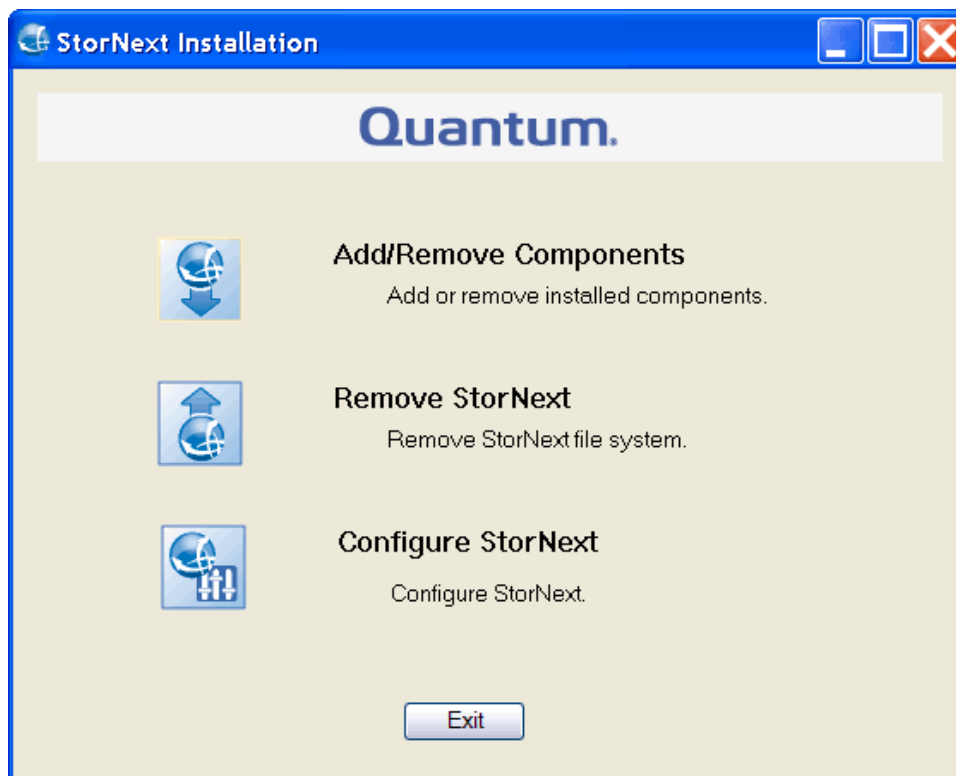 StorNext Installation
Quantum.
Add/Remove Components
Add or remove installed components.
Remove StorNext
Remove StorNext file system.
Configure StorNext
Configure StorNext.
Exit